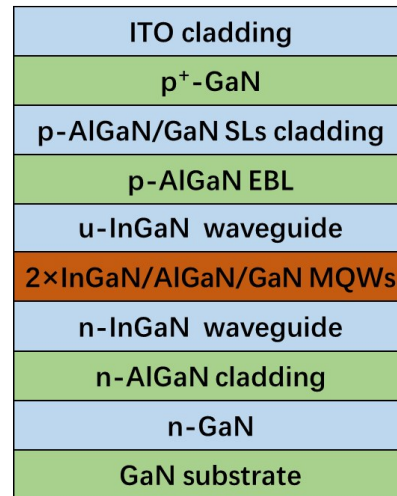 ITO cladding
p⁺-GaN
p-AlGaN/GaN SLs cladding
p-AlGaN EBL
u-InGaN waveguide
2×InGaN/AlGaN/GaN MQWs
n-InGaN waveguide
n-AlGaN cladding
n-GaN
GaN substrate